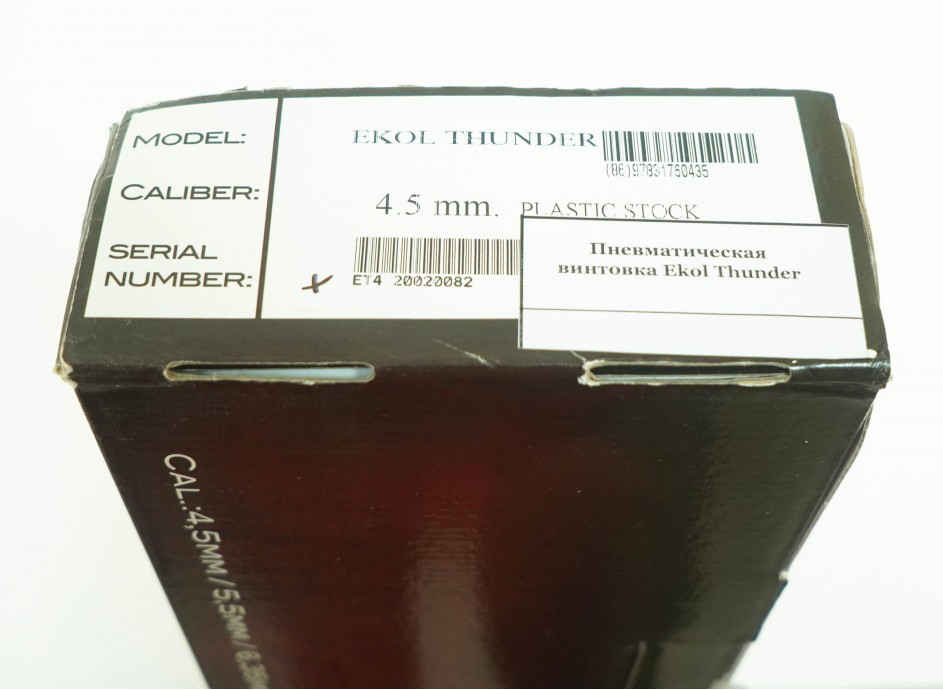 MODEL: EKOL THUNDER
(86)97831760435
CALIBER: 4.5 mm. PLASTIC STOCK
SERIAL
NUMBER: ET4 20020082
Пневматическая
винтовка Ekol Thunder
CAL.:4,5MM / 5,5MM /